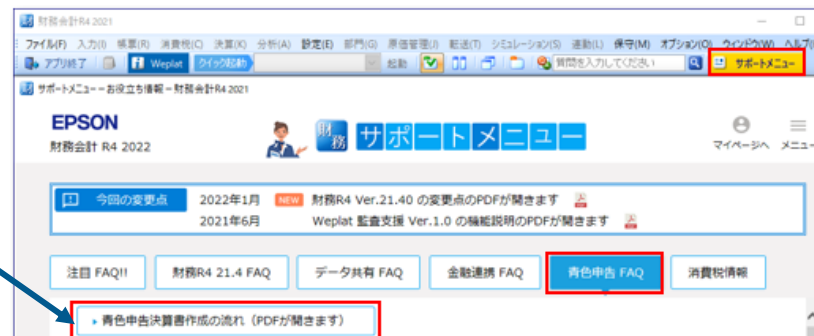 財務会計R4 2021
ファイル(F) 入力(I) 帳票(R) 消費税(C) 決算(X) 分析(A) 設定(E) 部門(G) 原価管理(J) 転送(T) シミュレーション(S) 連動(L) 保守(M) オプション(O) ウィンドウ(W) ヘルプ(
アプリ終了 Weplat クイック起動 起動 質問を入力してください サポートメニュー
サポートメニュー－お役立ち情報－財務会計R4 2021
EPSON
財務会計 R4 2022
財務 サポートメニュー
マイページへ メニュー
今回の変更点 2022年1月 NEW 財務R4 Ver.21.40 の変更点のPDFが開きます
2021年6月 Weplat 監査支援 Ver.1.0 の機能説明のPDFが開きます
注目 FAQ!! 財務R4 21.4 FAQ データ共有 FAQ 金融連携 FAQ 青色申告 FAQ 消費税情報
青色申告決算書作成の流れ（PDFが開きます）